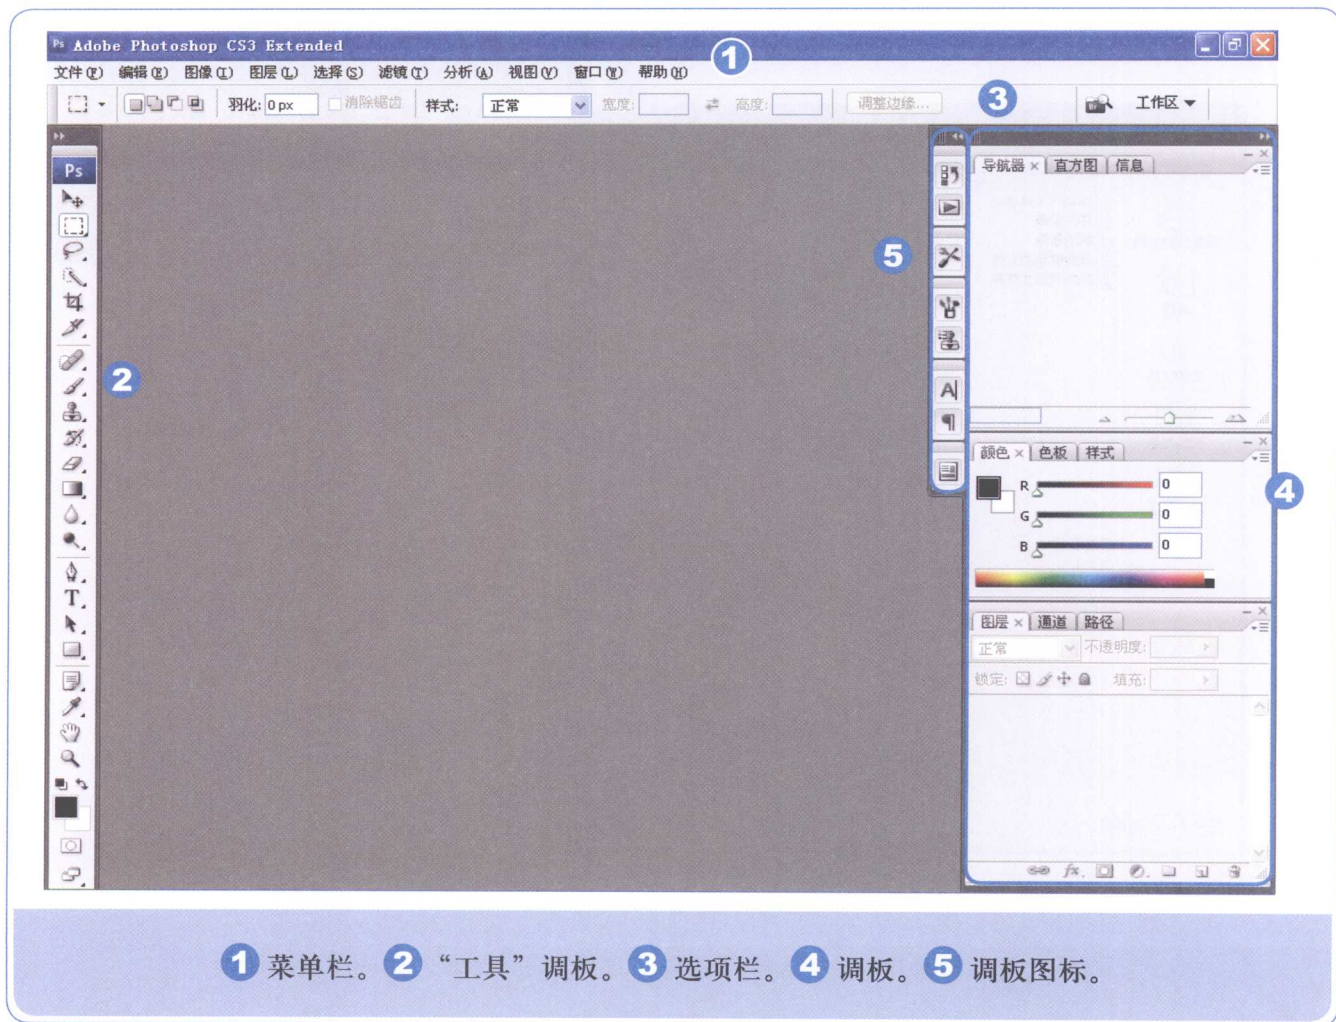 Ps Adobe Photoshop CS3 Extended
文件(F) 编辑(E) 图像(I) 图层(L) 选择(S) 滤镜(T) 分析(A) 视图(V) 窗口(W) 帮助(H)
1
羽化: 0 px 消除锯齿 样式: 正常 宽度: 高度: 调整边缘... 3 工作区
Ps
导航器 × 直方图 信息
5
2
颜色 × 色板 样式
4
R 0
G 0
B 0
T
A
图层 × 通道 路径
正常 不透明度:
锁定: 填充:
fx.
1 菜单栏。 2 “工具”调板。 3 选项栏。 4 调板。 5 调板图标。